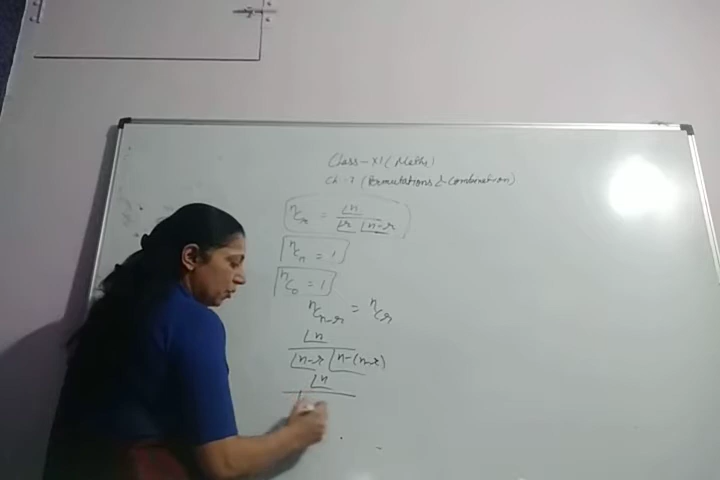 Class - XI (Maths)
Ch - 7 (Permutations & Combination)
ⁿCᵣ = ∟n / ∟r ∟n-r
ⁿCₙ = 1
ⁿC₀ = 1
ⁿCₙ₋ᵣ = ⁿCᵣ
∟n
∟n-r ∟n-(n-r)
∟n